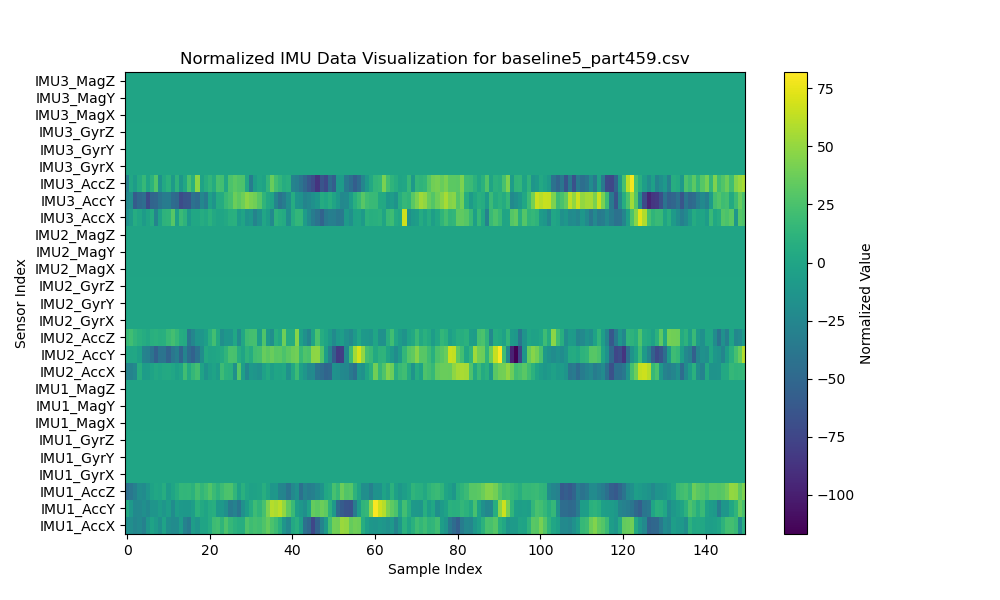 Normalized IMU Data Visualization for baseline5_part459.csv
IMU3_MagZ
IMU3_MagY
IMU3_MagX
IMU3_GyrZ
IMU3_GyrY
IMU3_GyrX
IMU3_AccZ
IMU3_AccY
IMU3_AccX
IMU2_MagZ
IMU2_MagY
IMU2_MagX
IMU2_GyrZ
IMU2_GyrY
IMU2_GyrX
IMU2_AccZ
IMU2_AccY
IMU2_AccX
IMU1_MagZ
IMU1_MagY
IMU1_MagX
IMU1_GyrZ
IMU1_GyrY
IMU1_GyrX
IMU1_AccZ
IMU1_AccY
IMU1_AccX
Sensor Index
0 20 40 60 80 100 120 140
Sample Index
75
50
25
0
−25
−50
−75
−100
Normalized Value